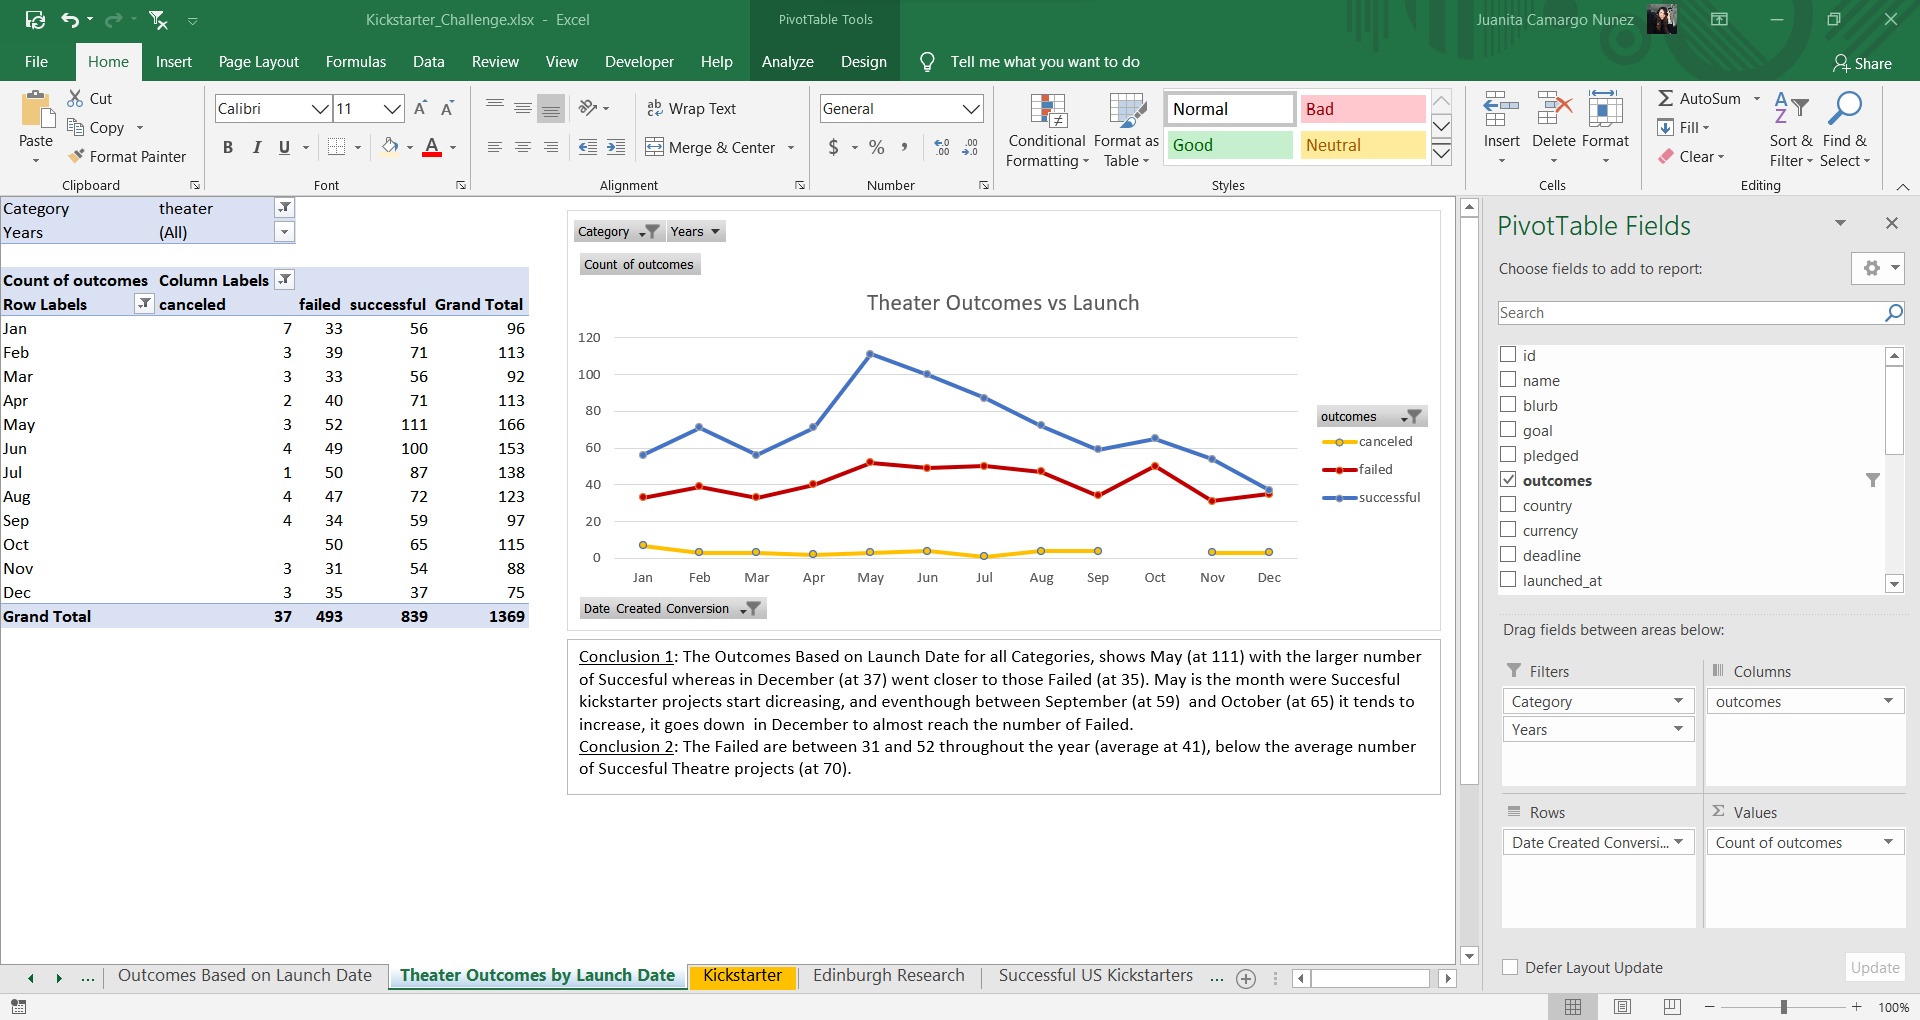 Kickstarter_Challenge.xlsx - Excel
PivotTable Tools
Juanita Camargo Nunez
File Home Insert Page Layout Formulas Data Review View Developer Help Analyze Design Tell me what you want to do Share
Cut
Copy
Format Painter
Paste
Clipboard
Calibri 11
B I U A
Font
ab Wrap Text
Merge & Center
Alignment
General
$ % ,
Number
Conditional Formatting
Format as Table
Normal Bad
Good Neutral
Styles
Insert Delete Format
Cells
AutoSum
Fill
Clear
Sort & Filter
Find & Select
Editing
Category theater
Years (All)
Count of outcomes Column Labels
Row Labels canceled failed successful Grand Total
Jan 7 33 56 96
Feb 3 39 71 113
Mar 3 33 56 92
Apr 2 40 71 113
May 3 52 111 166
Jun 4 49 100 153
Jul 1 50 87 138
Aug 4 47 72 123
Sep 4 34 59 97
Oct 50 65 115
Nov 3 31 54 88
Dec 3 35 37 75
Grand Total 37 493 839 1369
Category Years
Count of outcomes
Theater Outcomes vs Launch
120
100
80
60
40
20
0
Jan Feb Mar Apr May Jun Jul Aug Sep Oct Nov Dec
outcomes
canceled
failed
successful
Date Created Conversion
Conclusion 1: The Outcomes Based on Launch Date for all Categories, shows May (at 111) with the larger number
of Succesful whereas in December (at 37) went closer to those Failed (at 35). May is the month were Succesful
kickstarter projects start dicreasing, and eventhough between September (at 59) and October (at 65) it tends to
increase, it goes down in December to almost reach the number of Failed.
Conclusion 2: The Failed are between 31 and 52 throughout the year (average at 41), below the average number
of Succesful Theatre projects (at 70).
PivotTable Fields
Choose fields to add to report:
Search
id
name
blurb
goal
pledged
outcomes
country
currency
deadline
launched_at
Drag fields between areas below:
Filters
Category
Years
Columns
outcomes
Rows
Date Created Conversi...
Values
Count of outcomes
Defer Layout Update Update
... Outcomes Based on Launch Date Theater Outcomes by Launch Date Kickstarter Edinburgh Research Successful US Kickstarters ...
100%